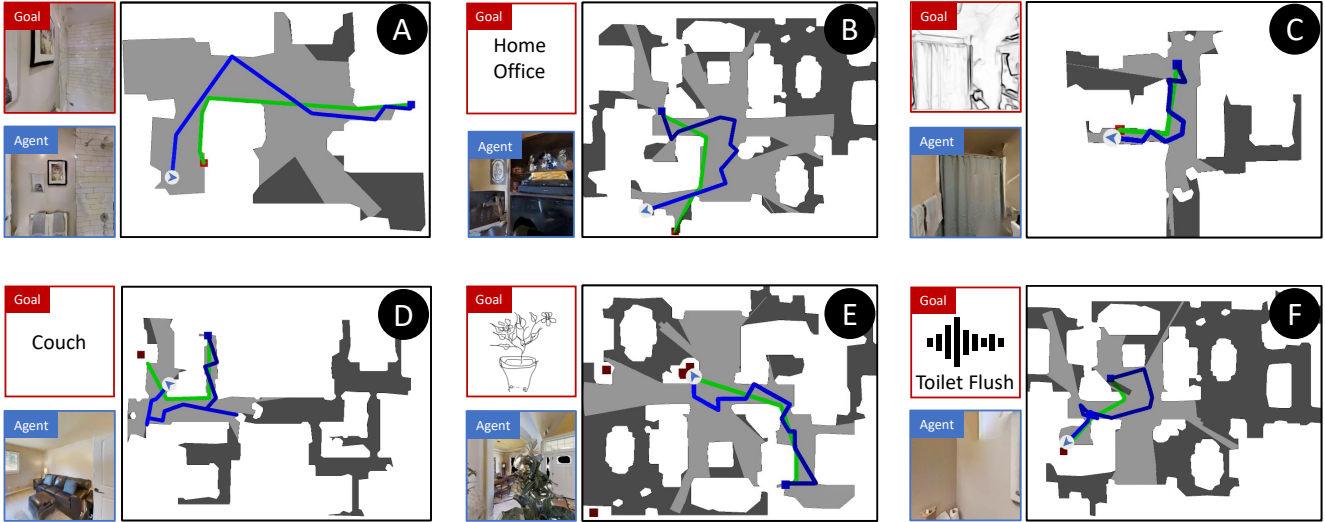 Goal
A
Agent
Goal
Home
Office
B
Agent
Goal
C
Agent
Goal
Couch
D
Agent
Goal
E
Agent
Goal
Toilet Flush
F
Agent